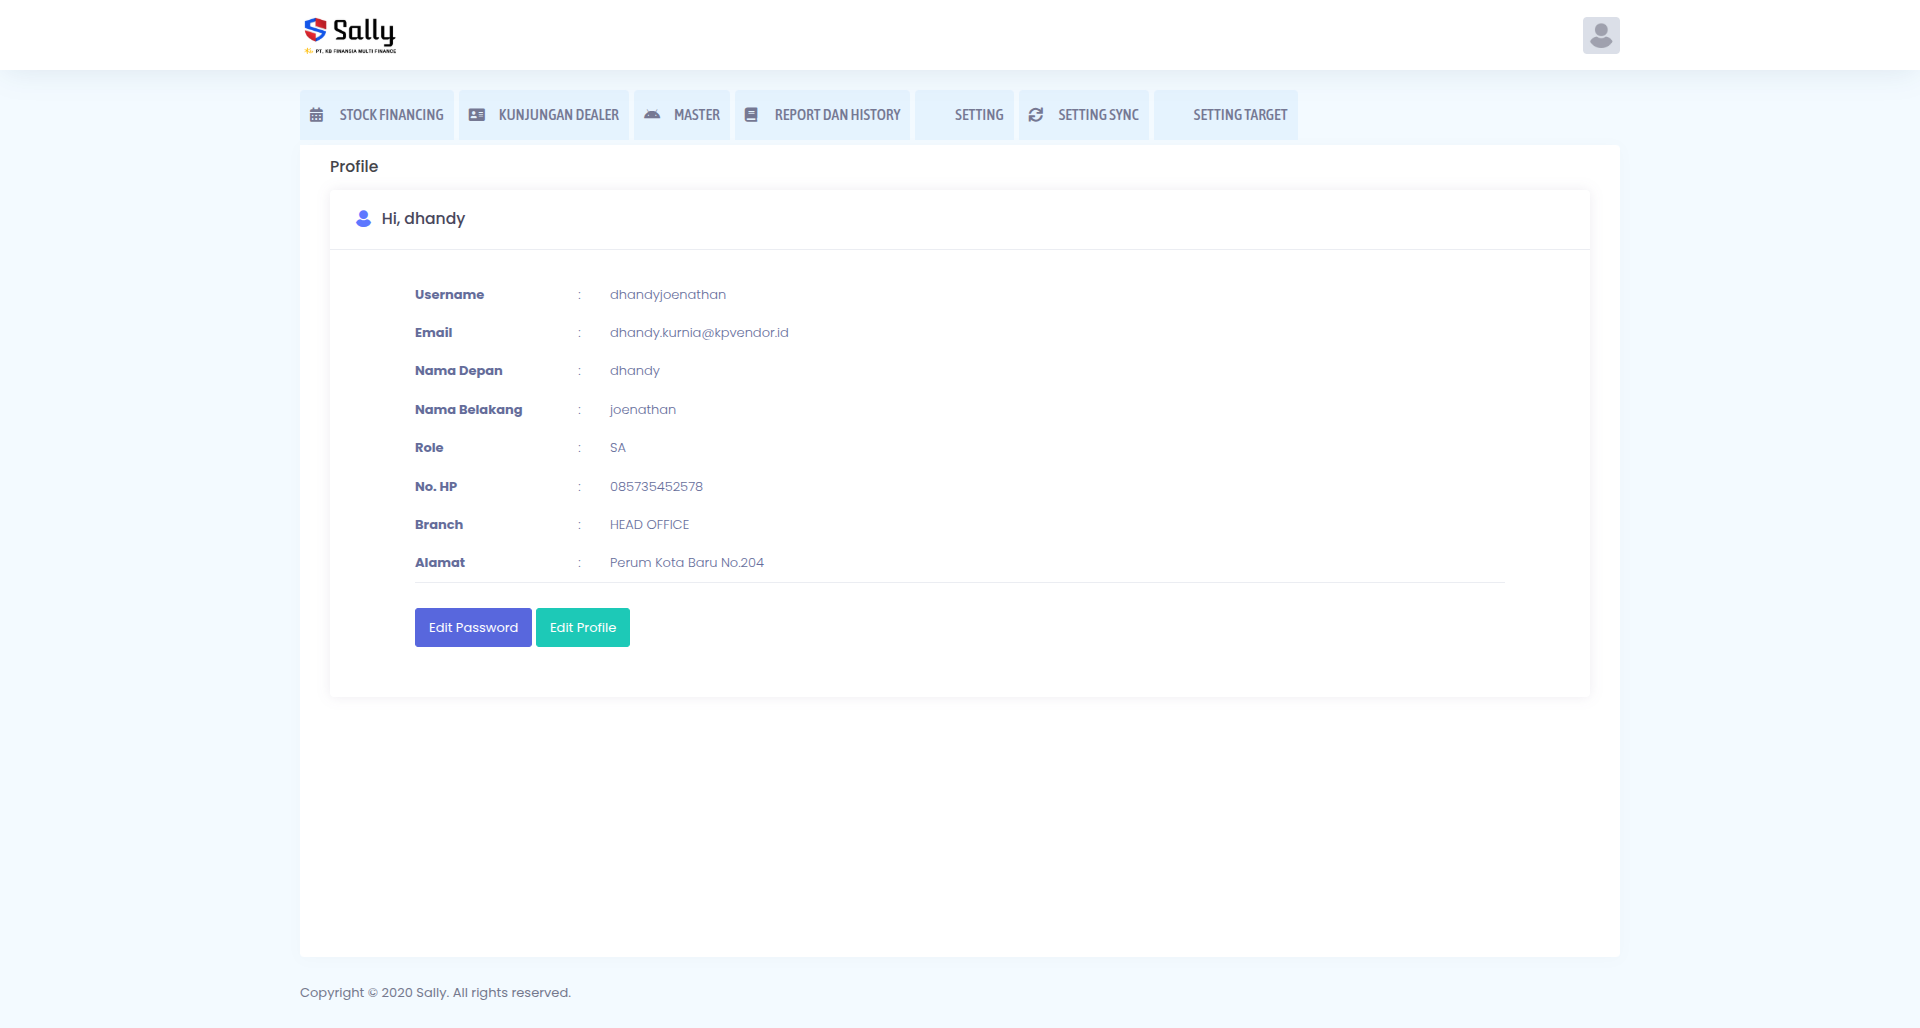 Sally
PT. KB FINANSIA MULTI FINANCE
STOCK FINANCING KUNJUNGAN DEALER MASTER REPORT DAN HISTORY SETTING SETTING SYNC SETTING TARGET
Profile
Hi, dhandy
Username : dhandyjoenathan
Email : dhandy.kurnia@kpvendor.id
Nama Depan : dhandy
Nama Belakang : joenathan
Role : SA
No. HP : 085735452578
Branch : HEAD OFFICE
Alamat : Perum Kota Baru No.204
Edit Password Edit Profile
Copyright © 2020 Sally. All rights reserved.